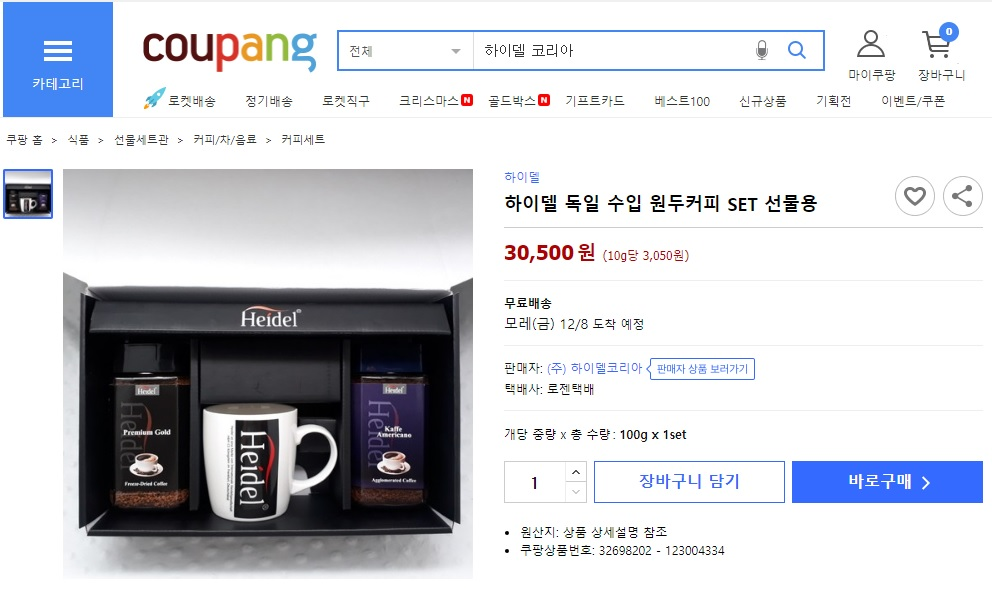 카테고리
coupang
전체
하이델 코리아
마이쿠팡
0
장바구니
로켓배송
정기배송
로켓직구
크리스마스 N
골드박스 N
기프트카드
베스트100
신규상품
기획전
이벤트/쿠폰
쿠팡 홈 > 식품 > 선물세트관 > 커피/차/음료 > 커피세트
Heidel
Heidel
Heidel
Premium Gold
Freeze-Dried Coffee
Heidel
Heidel
Heidel
Kaffe
Americano
Agglomerated Coffee
하이델
하이델 독일 수입 원두커피 SET 선물용
30,500원 (10g당 3,050원)
무료배송
모레(금) 12/8 도착 예정
판매자: (주) 하이델코리아 판매자 상품 보러가기
택배사: 로젠택배
개당 중량 x 총 수량 : 100g x 1set
1
장바구니 담기
바로구매 >
• 원산지: 상품 상세설명 참조
• 쿠팡상품번호: 32698202 - 123004334